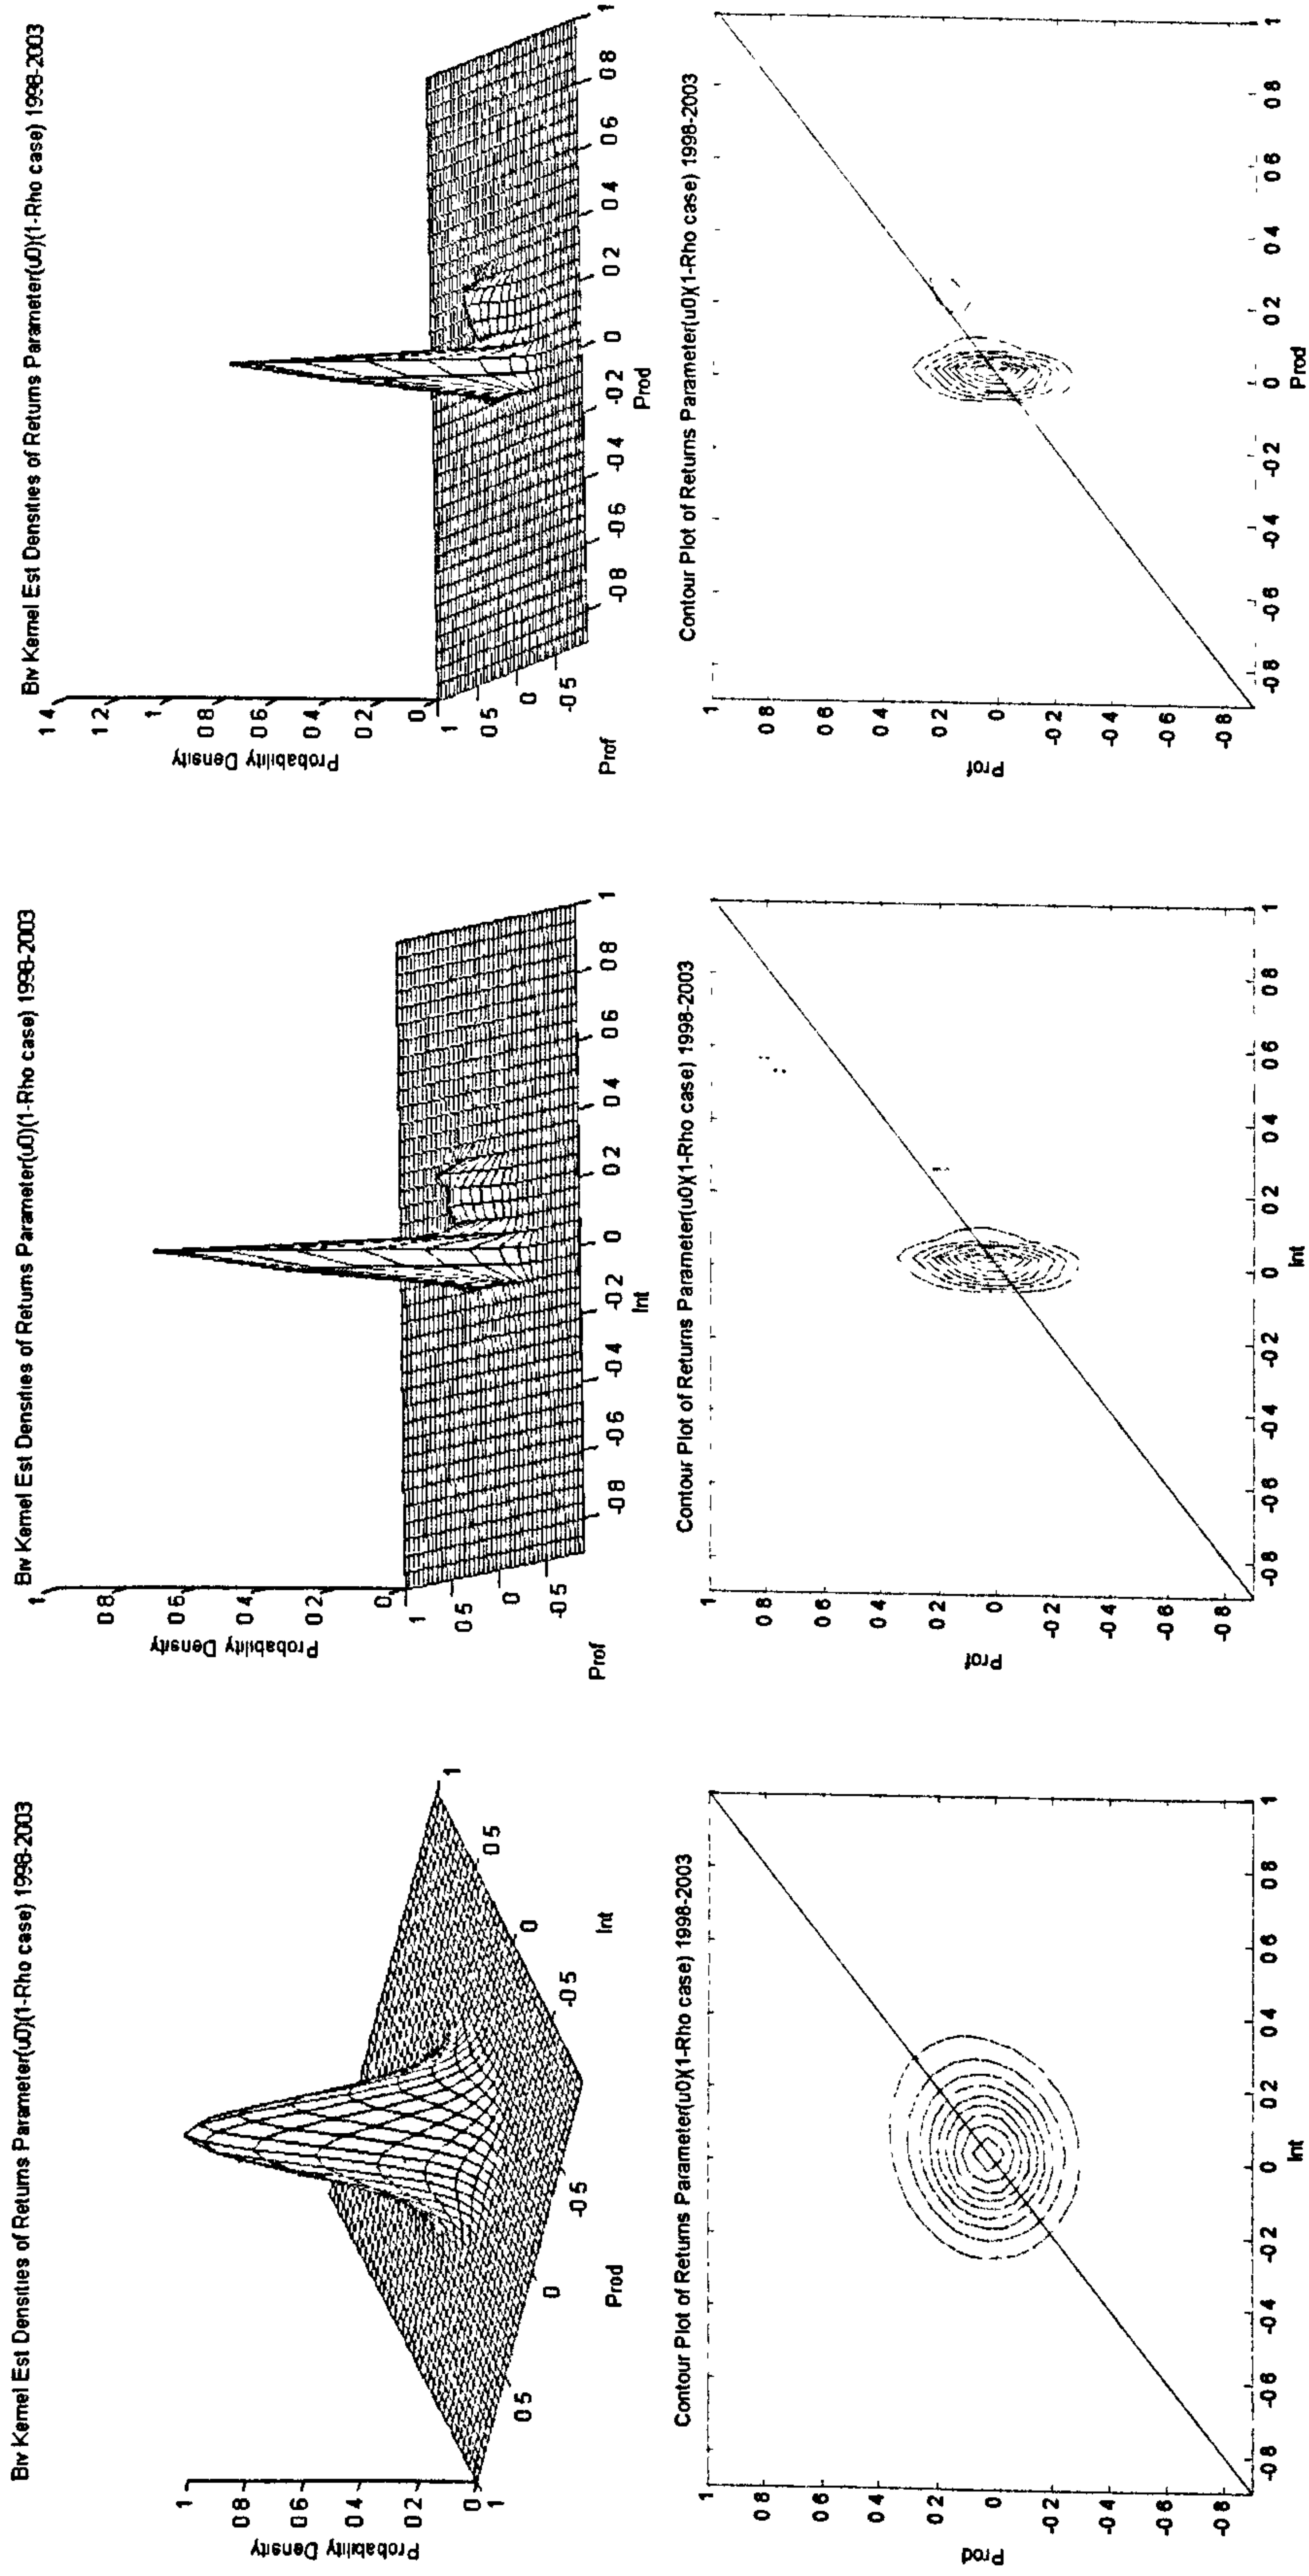 Biv Kernel Est Densities of Returns Parameter(u0)(1-Rho case) 1998-2003
1
0 8
0 6
0 4
0 2
0
Probability Density
1
0 5
0
-0 5
Prod
-0 5
0
0 5
1
Int
Biv Kernel Est Densities of Returns Parameter(u0)(1-Rho case) 1998-2003
1
0 8
0 6
0 4
0 2
0
Probability Density
1
0 5
0
-0 5
Prof
-0 8 -0 6 -0 4 -0 2 0 0 2 0 4 0 6 0 8 1
Int
Biv Kernel Est Densities of Returns Parameter(u0)(1-Rho case) 1998-2003
1 4
1 2
1
0 8
0 6
0 4
0 2
0
Probability Density
1
0 5
0
-0 5
Prof
-0 8 -0 6 -0 4 -0 2 0 0 2 0 4 0 6 0 8 1
Prod
Contour Plot of Returns Parameter(u0)(1-Rho case) 1998-2003
1
0 8
0 6
0 4
0 2
0
-0 2
-0 4
-0 6
-0 8
Prod
-0 8 -0 6 -0 4 -0 2 0 0 2 0 4 0 6 0 8 1
Int
Contour Plot of Returns Parameter(u0)(1-Rho case) 1998-2003
1
0 8
0 6
0 4
0 2
0
-0 2
-0 4
-0 6
-0 8
Prof
-0 8 -0 6 -0 4 -0 2 0 0 2 0 4 0 6 0 8 1
Int
Contour Plot of Returns Parameter(u0)(1-Rho case) 1998-2003
1
0 8
0 6
0 4
0 2
0
-0 2
-0 4
-0 6
-0 8
Prof
-0 8 -0 6 -0 4 -0 2 0 0 2 0 4 0 6 0 8 1
Prod